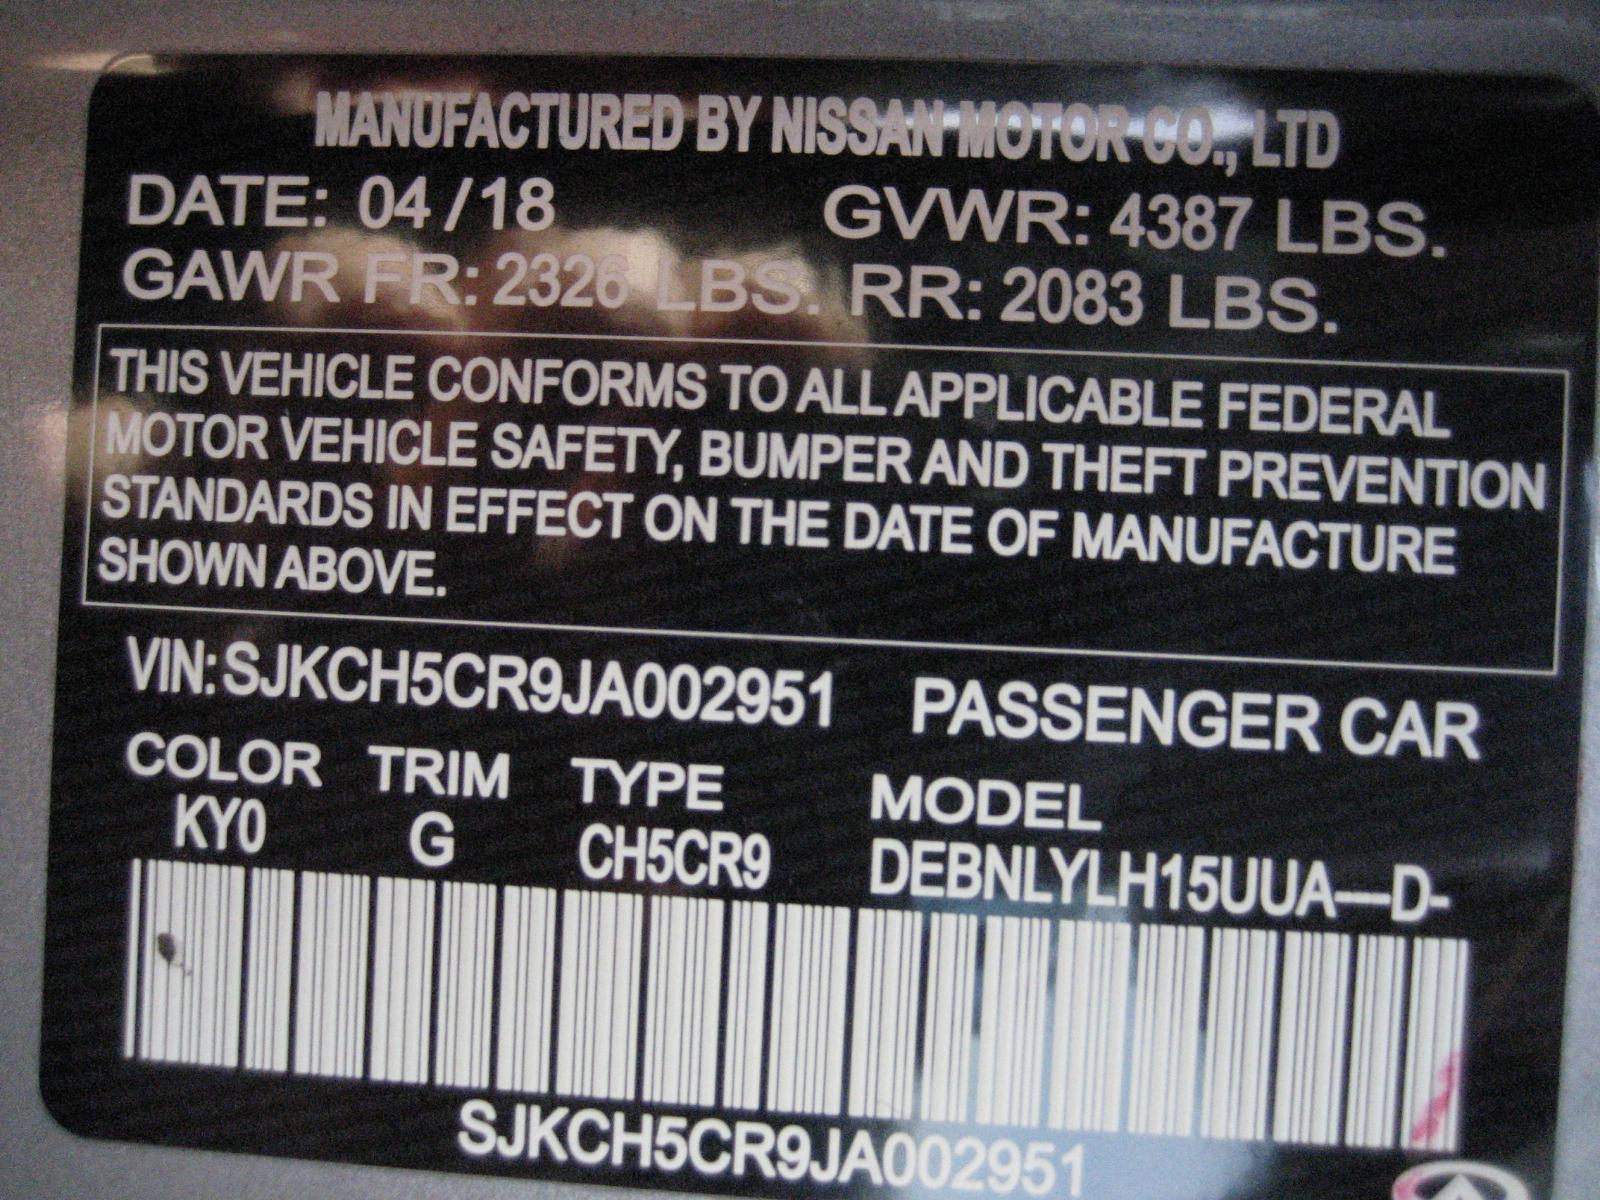 MANUFACTURED BY NISSAN MOTOR CO., LTD
DATE: 04/18 GVWR: 4387 LBS.
GAWR FR: 2326 LBS. RR: 2083 LBS.
THIS VEHICLE CONFORMS TO ALL APPLICABLE FEDERAL
MOTOR VEHICLE SAFETY, BUMPER AND THEFT PREVENTION
STANDARDS IN EFFECT ON THE DATE OF MANUFACTURE
SHOWN ABOVE.
VIN:SJKCH5CR9JA002951 PASSENGER CAR
COLOR TRIM TYPE MODEL
KY0 G CH5CR9 DEBNLYLH15UUA—D-
SJKCH5CR9JA002951